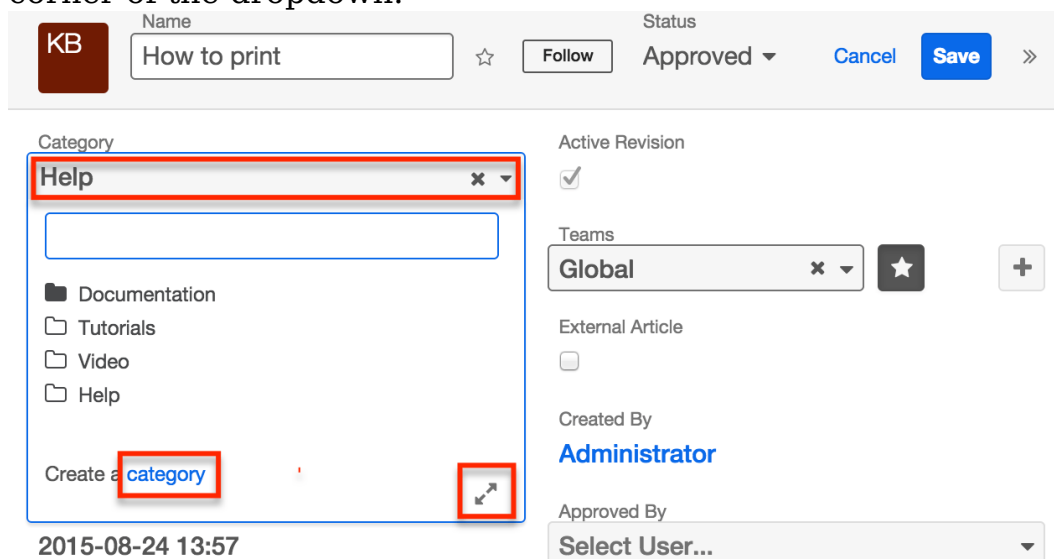 corner of the dropdown.
KB
Name
How to print
Follow
Status
Approved
Cancel
Save
Category
Help
Documentation
Tutorials
Video
Help
Create a category
2015-08-24 13:57
Active Revision
Teams
Global
External Article
Created By
Administrator
Approved By
Select User...